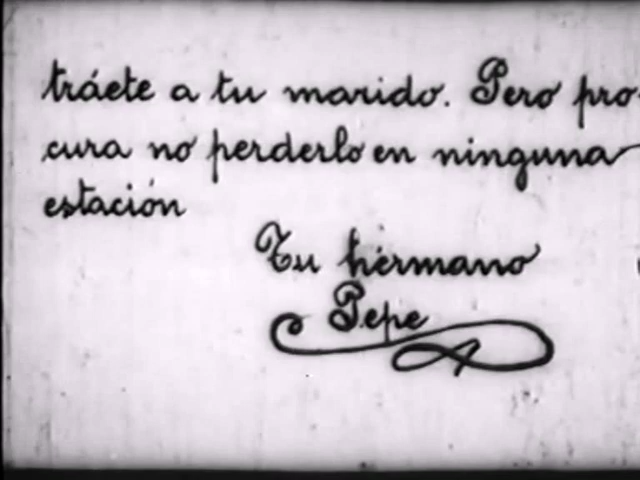 tráete a tu marido. Pero pro-
cura no perderlo en ninguna
estación
Tu hermano
Pepe